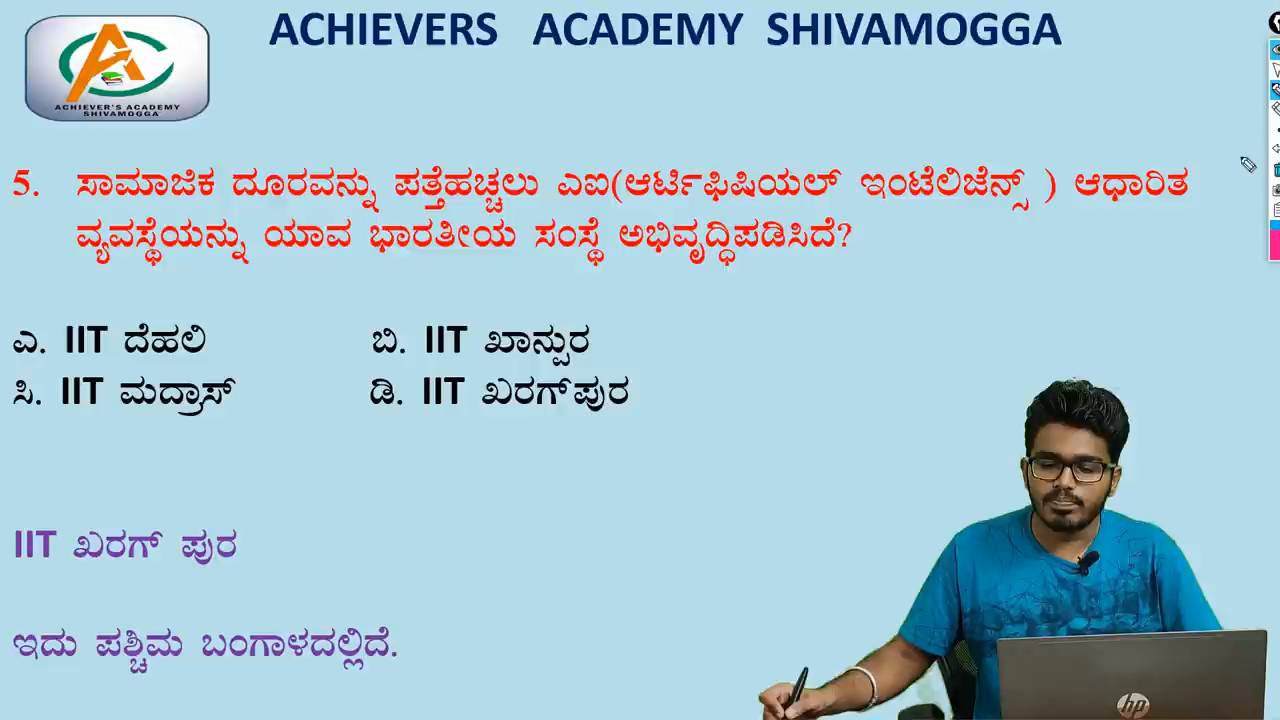 ACHIEVERS ACADEMY SHIVAMOGGA
ACHIEVER'S ACADEMY
SHIVAMOGGA
5. ಸಾಮಾಜಿಕ ದೂರವನ್ನು ಪತ್ತೆಹಚ್ಚಲು ಎಐ(ಆರ್ಟಿಫಿಷಿಯಲ್ ಇಂಟೆಲಿಜೆನ್ಸ್ ) ಆಧಾರಿತ
ವ್ಯವಸ್ಥೆಯನ್ನು ಯಾವ ಭಾರತೀಯ ಸಂಸ್ಥೆ ಅಭಿವೃದ್ಧಿಪಡಿಸಿದೆ?
ಎ. IIT ದೆಹಲಿ ಬಿ. IIT ಖಾನ್ಪುರ
ಸಿ. IIT ಮದ್ರಾಸ್ ಡಿ. IIT ಖರಗ್‌ಪುರ
IIT ಖರಗ್ ಪುರ
ಇದು ಪಶ್ಚಿಮ ಬಂಗಾಳದಲ್ಲಿದೆ.
hp